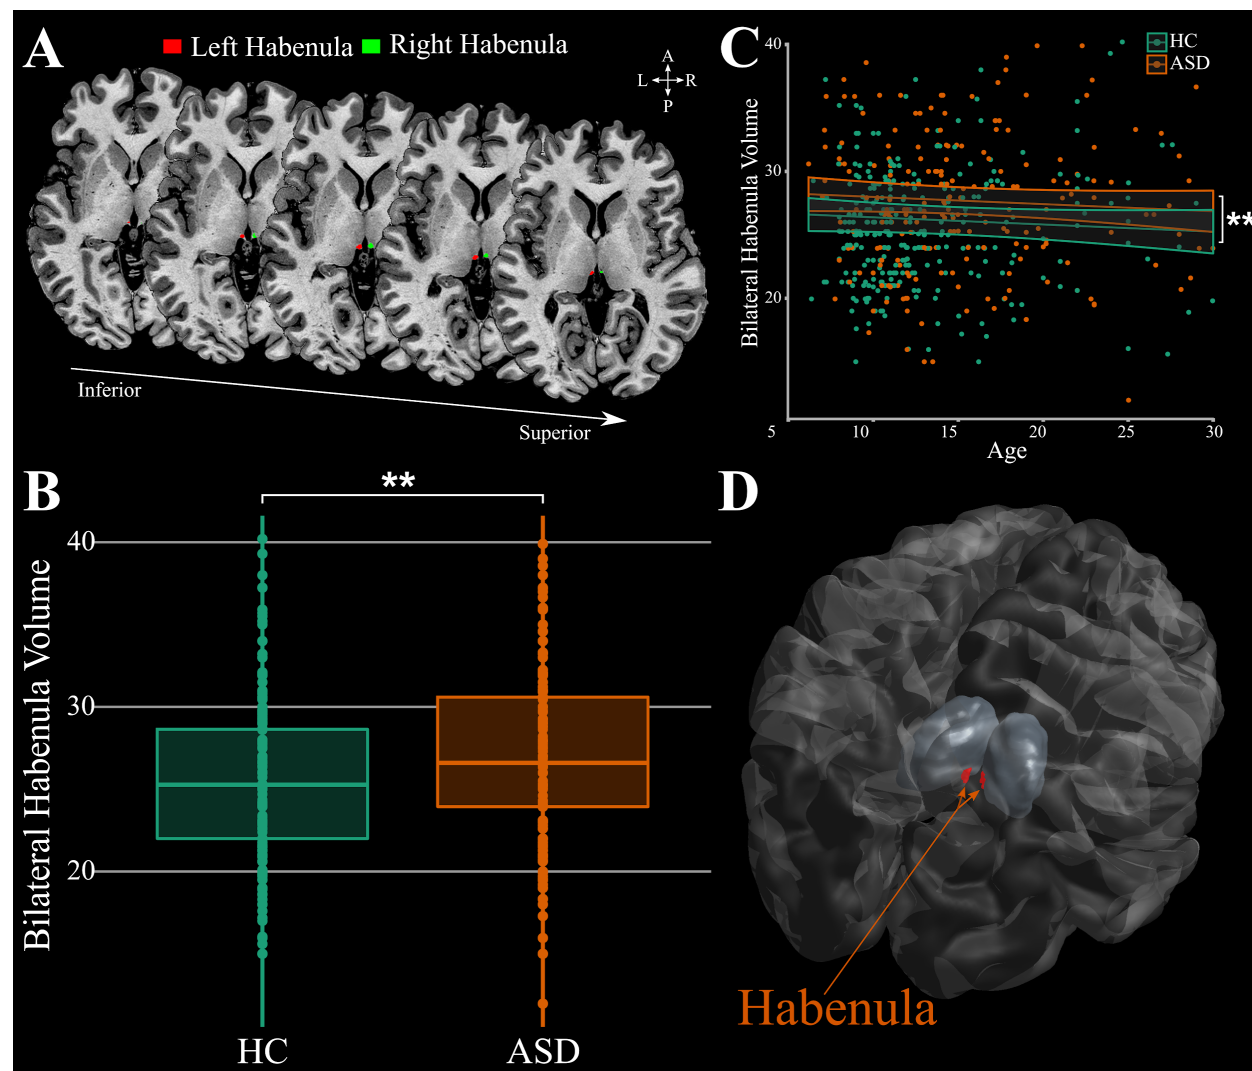 A
Left Habenula
Right Habenula
A
L R
P
Inferior
Superior
B
**
40
30
20
Bilateral Habenula Volume
HC
ASD
C
HC
ASD
40
30
20
Bilateral Habenula Volume
**
5 10 15 20 25 30
Age
D
Habenula